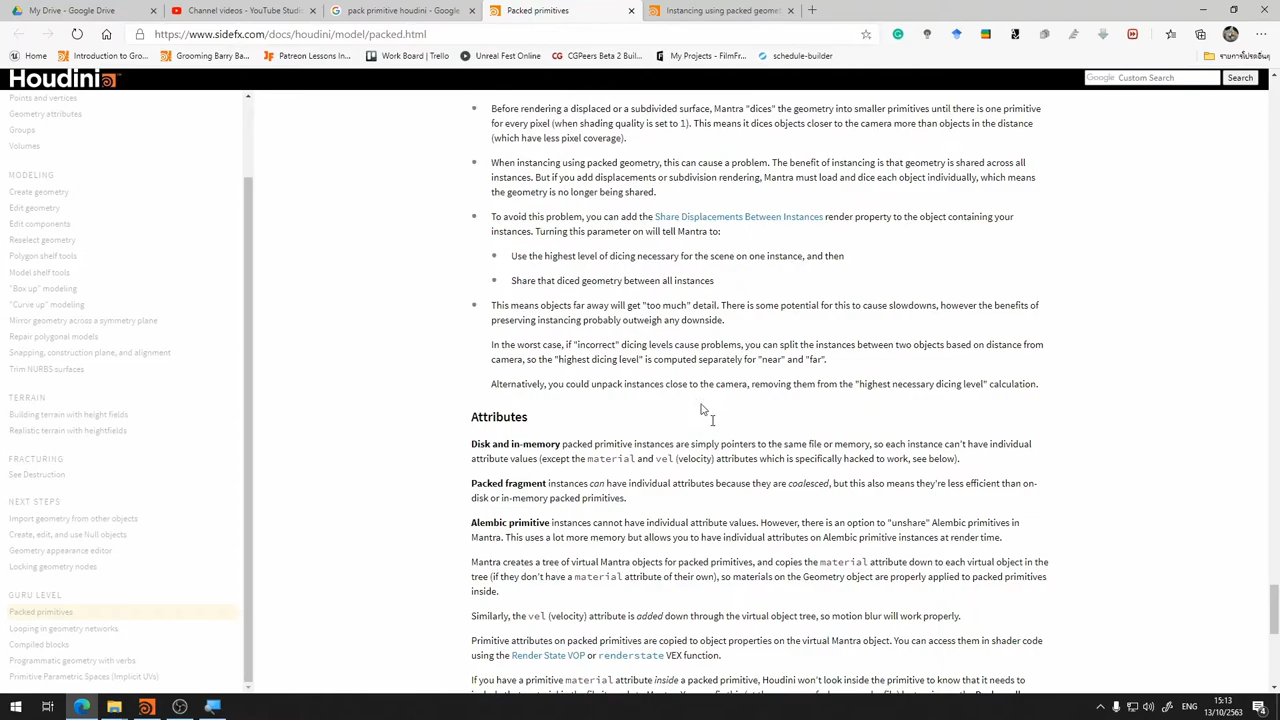 My Drive - Google Drive
Channel videos - YouTube Studi
pack primitive houdini - Google
Packed primitives
Instancing using packed geomet
https://www.sidefx.com/docs/houdini/model/packed.html
Home
Introduction to Gro...
Grooming Barry Ba...
Patreon Lessons In...
Work Board | Trello
Unreal Fest Online
CGPeers Beta 2 Buil...
My Projects - FilmFr...
schedule-builder
รายการโปรดอื่นๆ
Houdini
Google Custom Search
Search
Points and vertices
Geometry attributes
Groups
Volumes
MODELING
Create geometry
Edit geometry
Edit components
Reselect geometry
Polygon shelf tools
Model shelf tools
"Box up" modeling
"Curve up" modeling
Mirror geometry across a symmetry plane
Repair polygonal models
Snapping, construction plane, and alignment
Trim NURBS surfaces
TERRAIN
Building terrain with height fields
Realistic terrain with heightfields
FRACTURING
See Destruction
NEXT STEPS
Import geometry from other objects
Create, edit, and use Null objects
Geometry appearance editor
Locking geometry nodes
GURU LEVEL
Packed primitives
Looping in geometry networks
Compiled blocks
Programmatic geometry with verbs
Primitive Parametric Spaces (Implicit UVs)
Before rendering a displaced or a subdivided surface, Mantra "dices" the geometry into smaller primitives until there is one primitive
for every pixel (when shading quality is set to 1). This means it dices objects closer to the camera more than objects in the distance
(which have less pixel coverage).
When instancing using packed geometry, this can cause a problem. The benefit of instancing is that geometry is shared across all
instances. But if you add displacements or subdivision rendering, Mantra must load and dice each object individually, which means
the geometry is no longer being shared.
To avoid this problem, you can add the Share Displacements Between Instances render property to the object containing your
instances. Turning this parameter on will tell Mantra to:
Use the highest level of dicing necessary for the scene on one instance, and then
Share that diced geometry between all instances
This means objects far away will get "too much" detail. There is some potential for this to cause slowdowns, however the benefits of
preserving instancing probably outweigh any downside.
In the worst case, if "incorrect" dicing levels cause problems, you can split the instances between two objects based on distance from
camera, so the "highest dicing level" is computed separately for "near" and "far".
Alternatively, you could unpack instances close to the camera, removing them from the "highest necessary dicing level" calculation.
Attributes
Disk and in-memory packed primitive instances are simply pointers to the same file or memory, so each instance can't have individual
attribute values (except the material and vel (velocity) attributes which is specifically hacked to work, see below).
Packed fragment instances can have individual attributes because they are coalesced, but this also means they're less efficient than on-
disk or in-memory packed primitives.
Alembic primitive instances cannot have individual attribute values. However, there is an option to "unshare" Alembic primitives in
Mantra. This uses a lot more memory but allows you to have individual attributes on Alembic primitive instances at render time.
Mantra creates a tree of virtual Mantra objects for packed primitives, and copies the material attribute down to each virtual object in the
tree (if they don't have a material attribute of their own), so materials on the Geometry object are properly applied to packed primitives
inside.
Similarly, the vel (velocity) attribute is added down through the virtual object tree, so motion blur will work properly.
Primitive attributes on packed primitives are copied to object properties on the virtual Mantra object. You can access them in shader code
using the Render State VOP or renderstate VEX function.
If you have a primitive material attribute inside a packed primitive, Houdini won't look inside the primitive to know that it needs to
ENG
15:13
13/10/2563